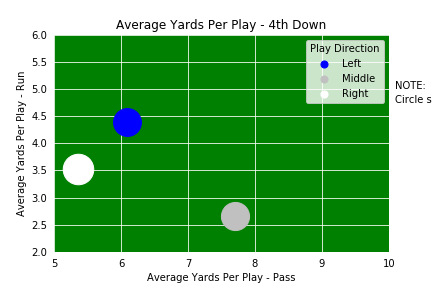 Average Yards Per Play - 4th Down
Average Yards Per Play - Run
6.0
5.5
5.0
4.5
4.0
3.5
3.0
2.5
2.0
Play Direction
Left
Middle
Right
NOTE:
Circle s
5
6
7
8
9
10
Average Yards Per Play - Pass